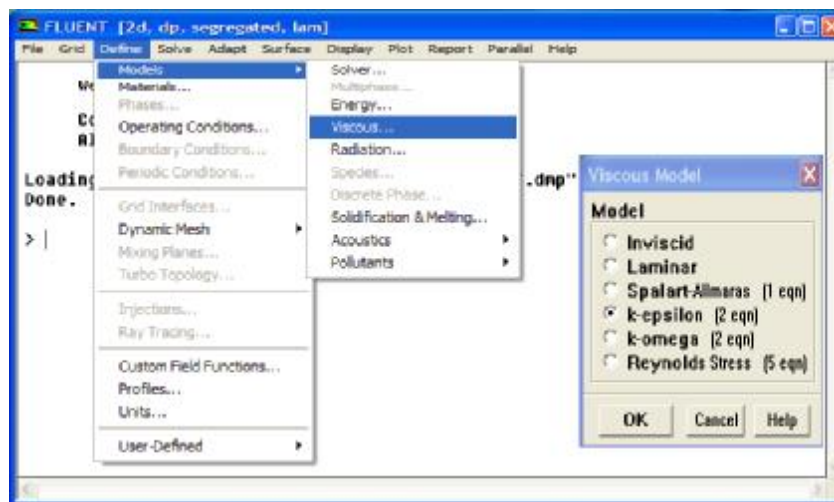 FLUENT [2d, dp, segregated, lam]
File Grid Define Solve Adapt Surface Display Plot Report Parallel Help
Models
Materials...
Phases...
Operating Conditions...
Boundary Conditions...
Periodic Conditions...
Grid Interfaces...
Dynamic Mesh
Mixing Planes...
Turbo Topology...
Injections...
Ray Tracing...
Custom Field Functions...
Profiles...
Units...
User-Defined
Solver...
Multiphase...
Energy...
Viscous...
Radiation...
Species...
Discrete Phase...
Solidification & Melting...
Acoustics
Pollutants
We
Loading .dmp"
Done.
>
Viscous Model
Model
Inviscid
Laminar
Spalart-Allmaras (1 eqn)
k-epsilon (2 eqn)
k-omega (2 eqn)
Reynolds Stress (5 eqn)
OK Cancel Help